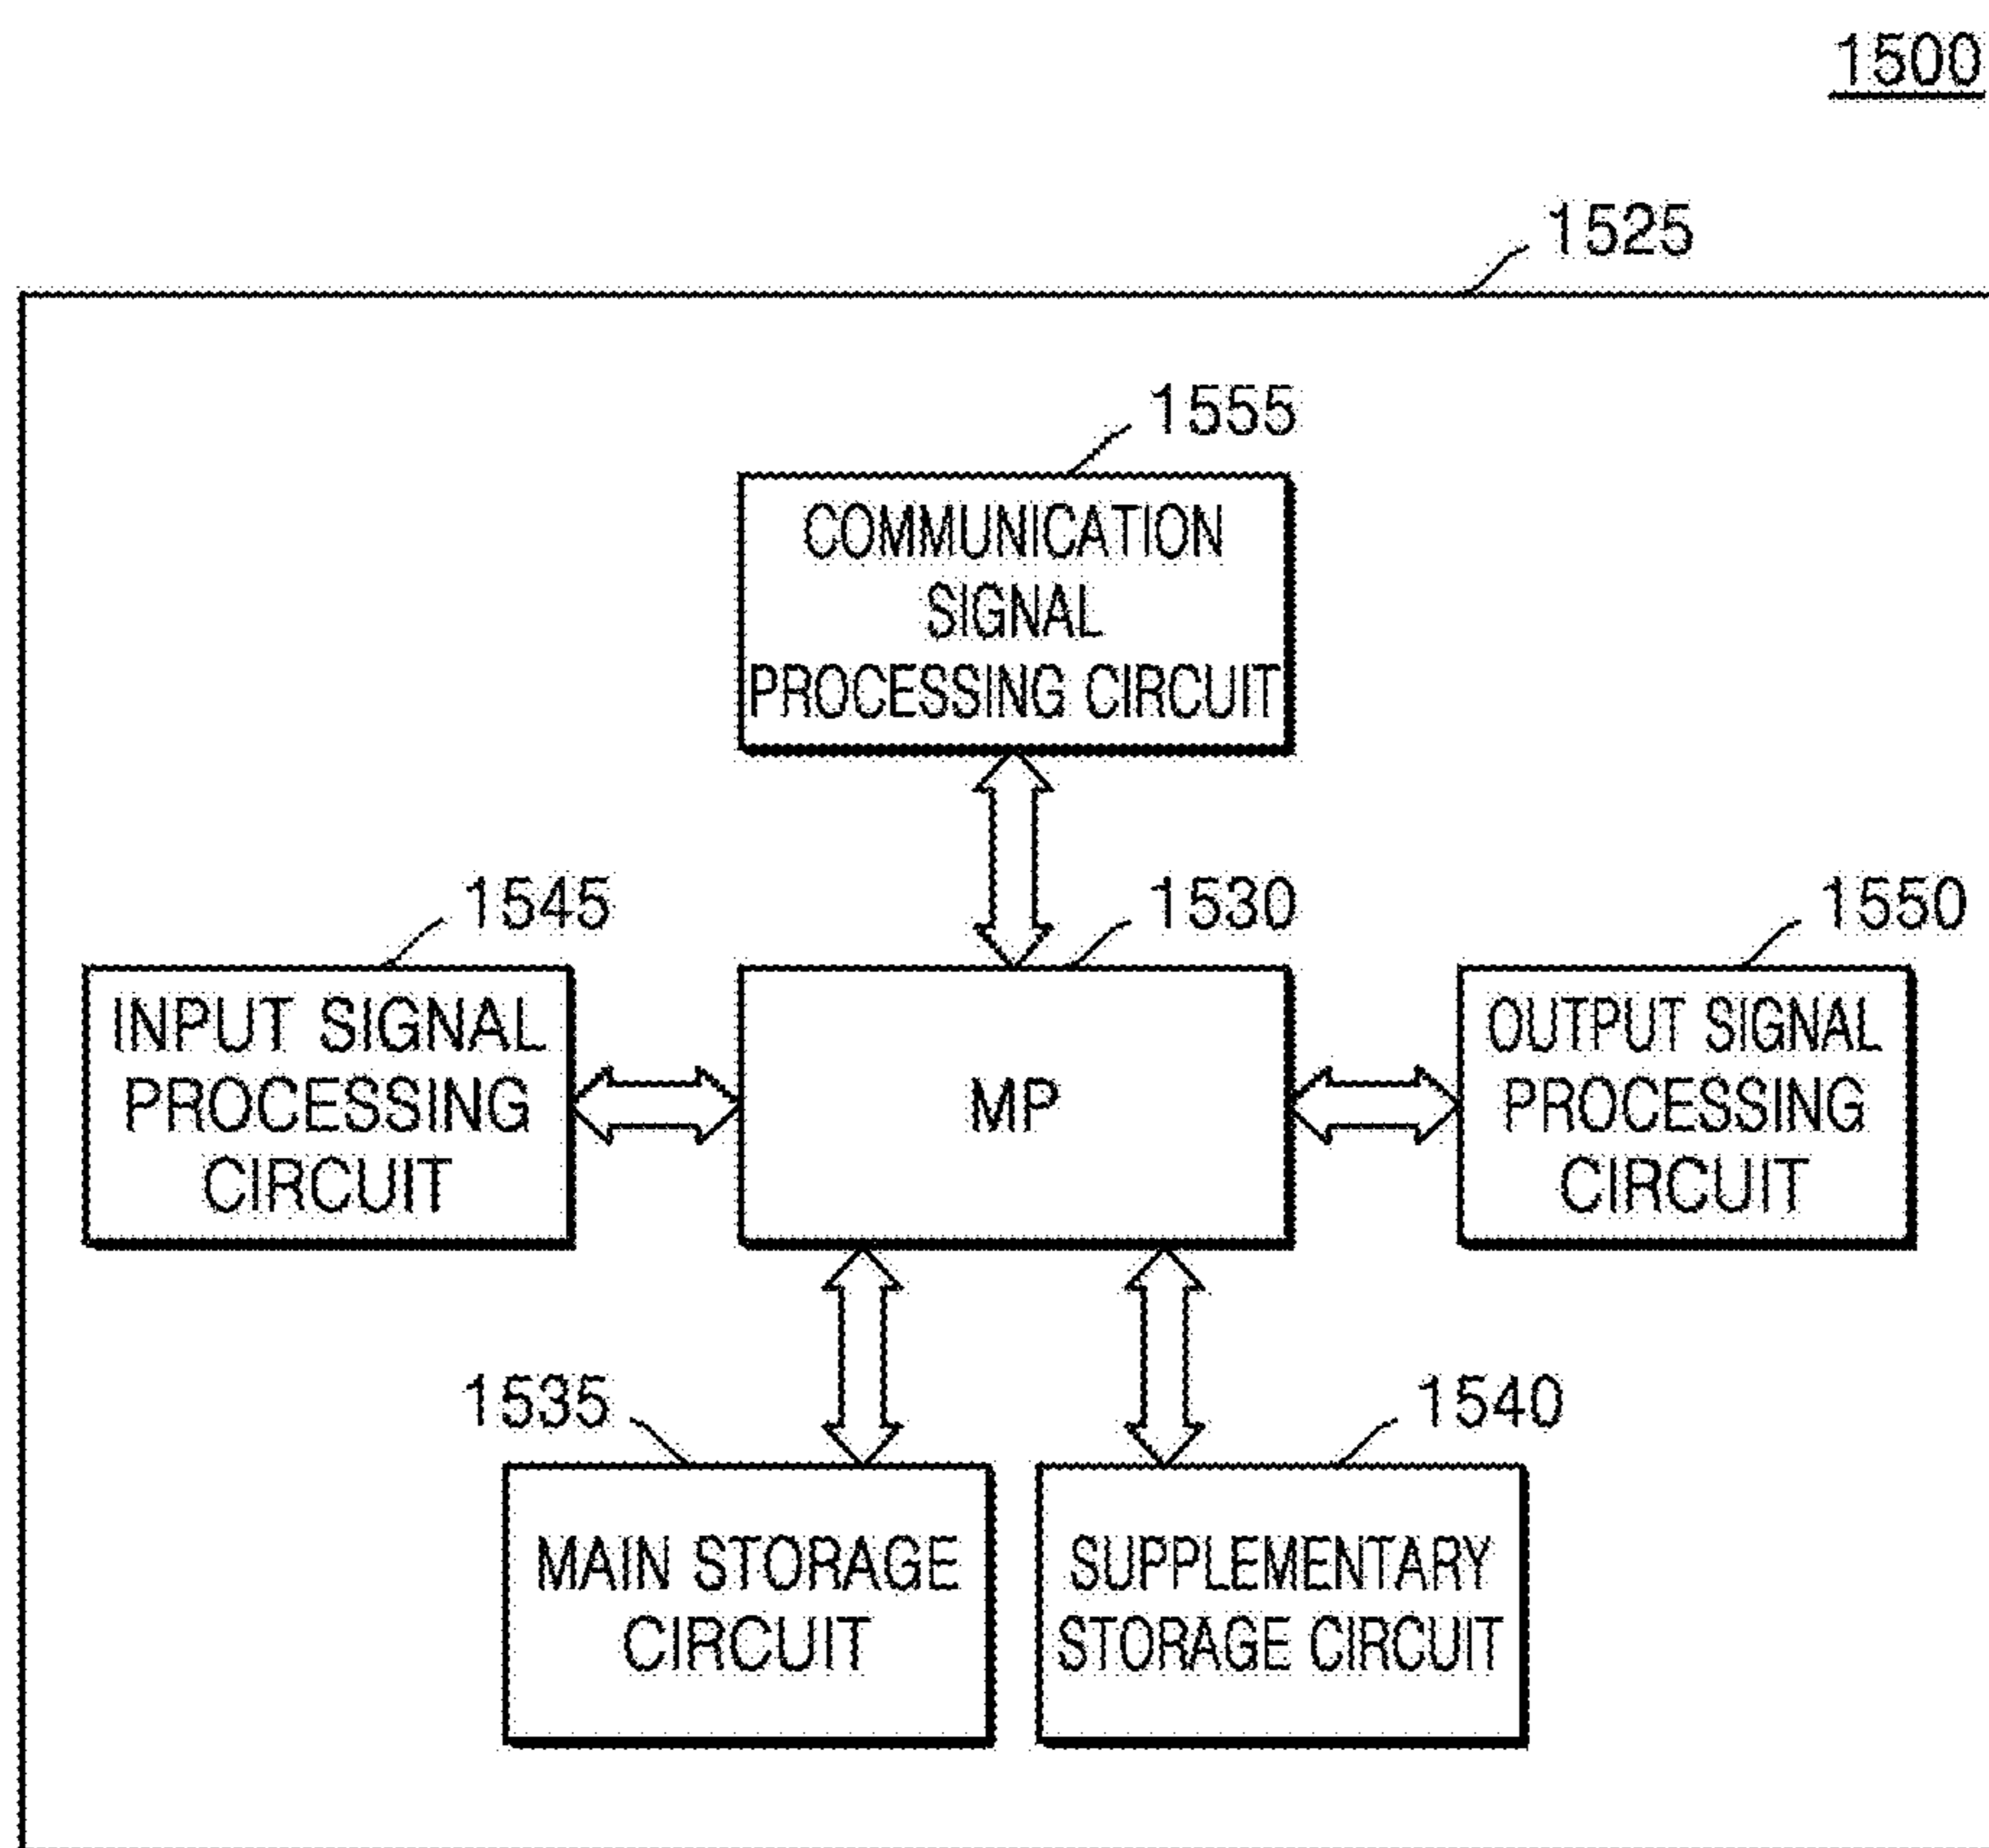 1500
1525
1555
COMMUNICATION
SIGNAL
PROCESSING CIRCUIT
1545
1530
1550
INPUT SIGNAL
PROCESSING
CIRCUIT
MP
OUTPUT SIGNAL
PROCESSING
CIRCUIT
1535
1540
MAIN STORAGE
CIRCUIT
SUPPLEMENTARY
STORAGE CIRCUIT